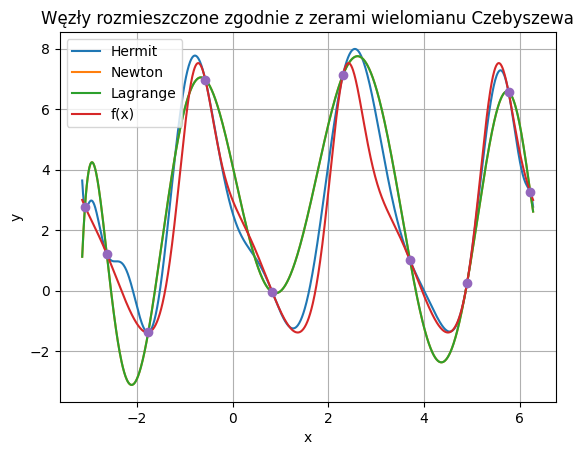 Węzły rozmieszczone zgodnie z zerami wielomianu Czebyszewa
Hermit
Newton
Lagrange
f(x)
8
6
4
2
0
−2
y
−2
0
2
4
6
x